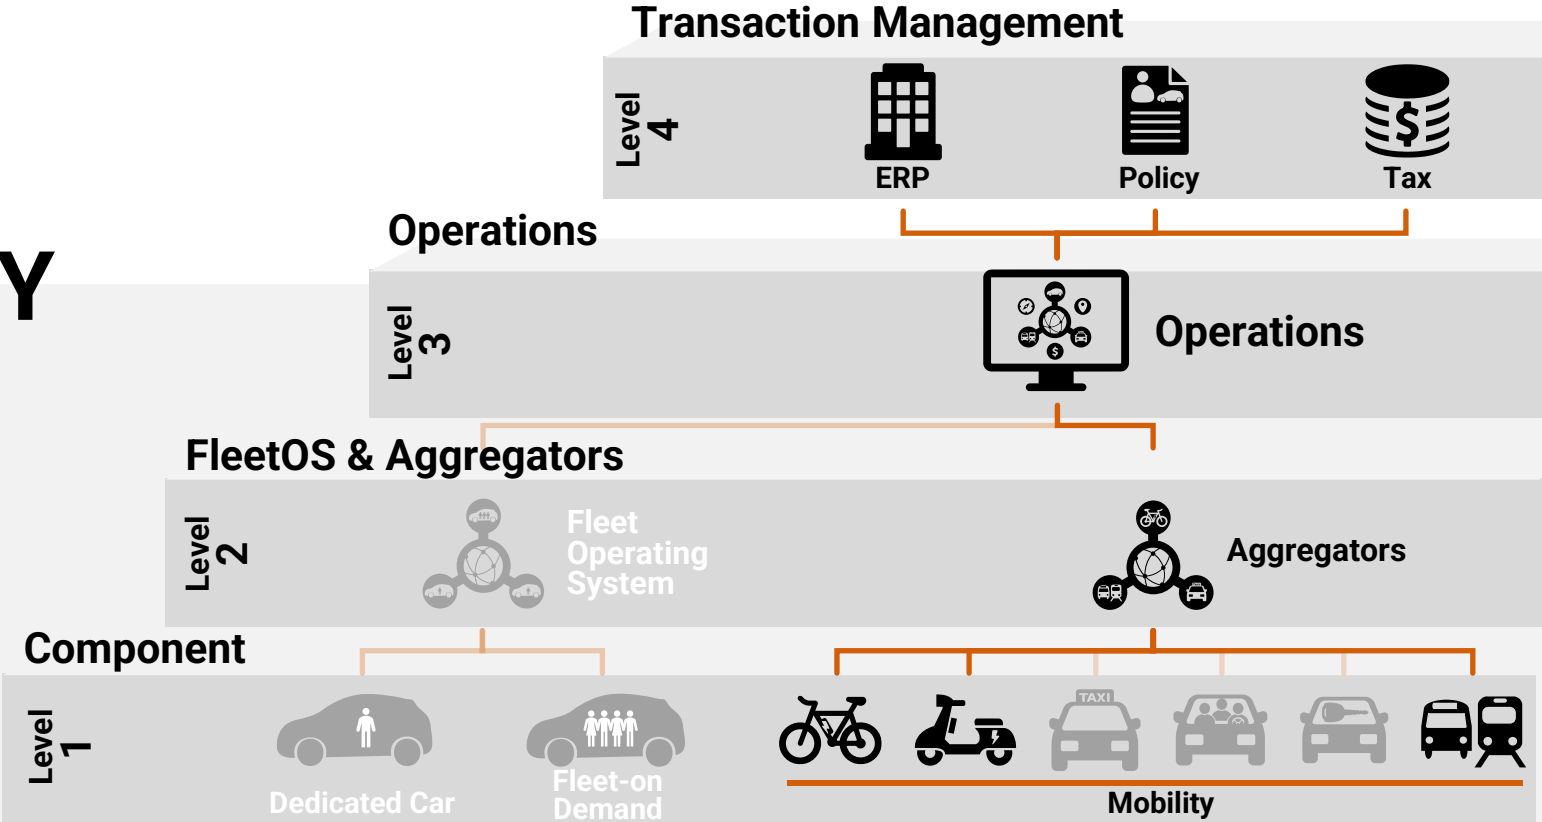 Transaction Management
Level
4
ERP
Policy
Tax
Operations
Y
Level
3
$
Operations
FleetOS & Aggregators
Level
2
Fleet
Operating
System
Aggregators
Component
Level
1
TAXI
Dedicated Car
Fleet-on
Demand
Mobility